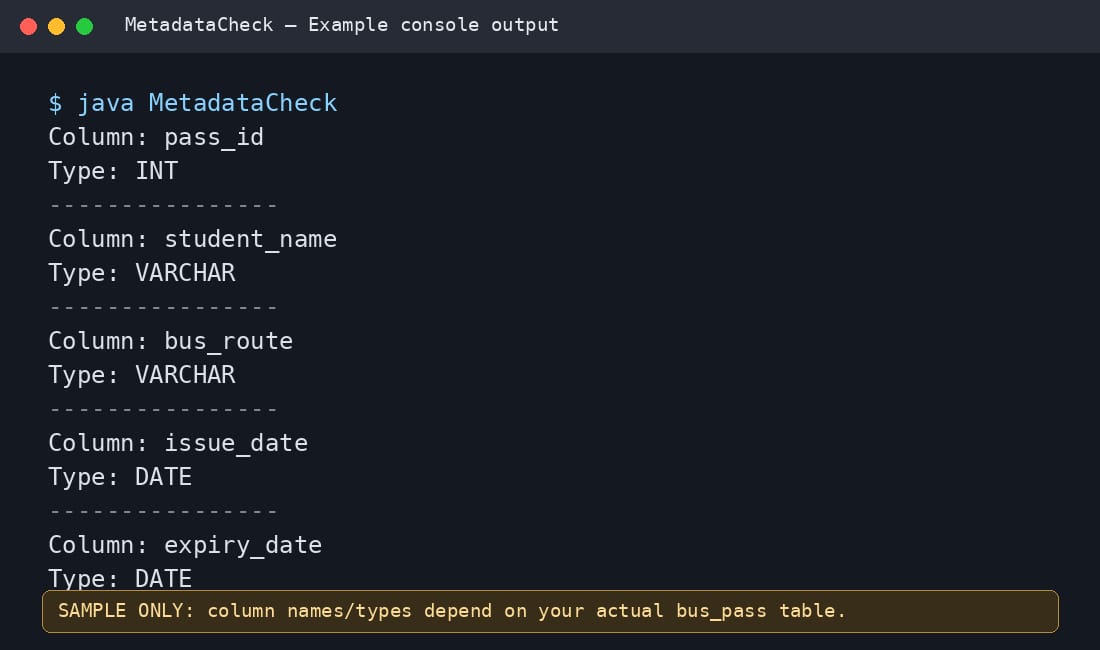 MetadataCheck — Example console output
$ java MetadataCheck
Column: pass_id
Type: INT
----------------
Column: student_name
Type: VARCHAR
----------------
Column: bus_route
Type: VARCHAR
----------------
Column: issue_date
Type: DATE
----------------
Column: expiry_date
Type: DATE
SAMPLE ONLY: column names/types depend on your actual bus_pass table.